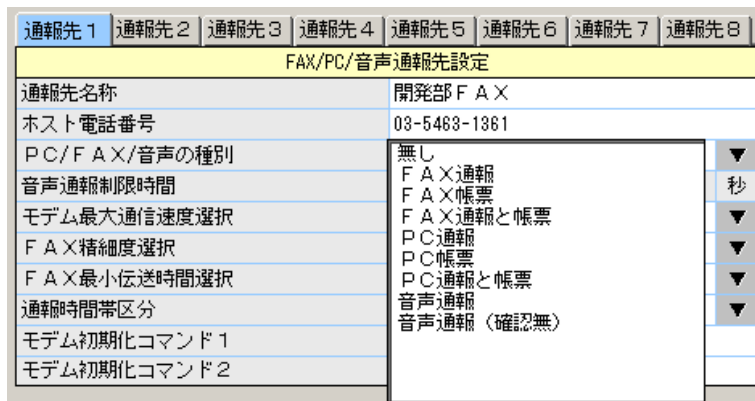 通報先１ 通報先２ 通報先３ 通報先４ 通報先５ 通報先６ 通報先７ 通報先８
FAX/PC/音声通報先設定
通報先名称 開発部ＦＡＸ
ホスト電話番号 03-5463-1361
ＰＣ/ＦＡＸ/音声の種別 ▼
無し
ＦＡＸ通報
ＦＡＸ帳票
ＦＡＸ通報と帳票
ＰＣ通報
ＰＣ帳票
ＰＣ通報と帳票
音声通報
音声通報（確認無）
音声通報制限時間 秒
モデム最大通信速度選択 ▼
ＦＡＸ精細度選択 ▼
ＦＡＸ最小伝送時間選択 ▼
通報時間帯区分 ▼
モデム初期化コマンド１
モデム初期化コマンド２